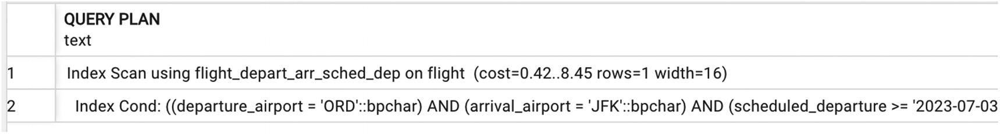 QUERY PLAN
text
1 Index Scan using flight_depart_arr_sched_dep on flight (cost=0.42..8.45 rows=1 width=16)
2 Index Cond: ((departure_airport = 'ORD'::bpchar) AND (arrival_airport = 'JFK'::bpchar) AND (scheduled_departure >= '2023-07-03